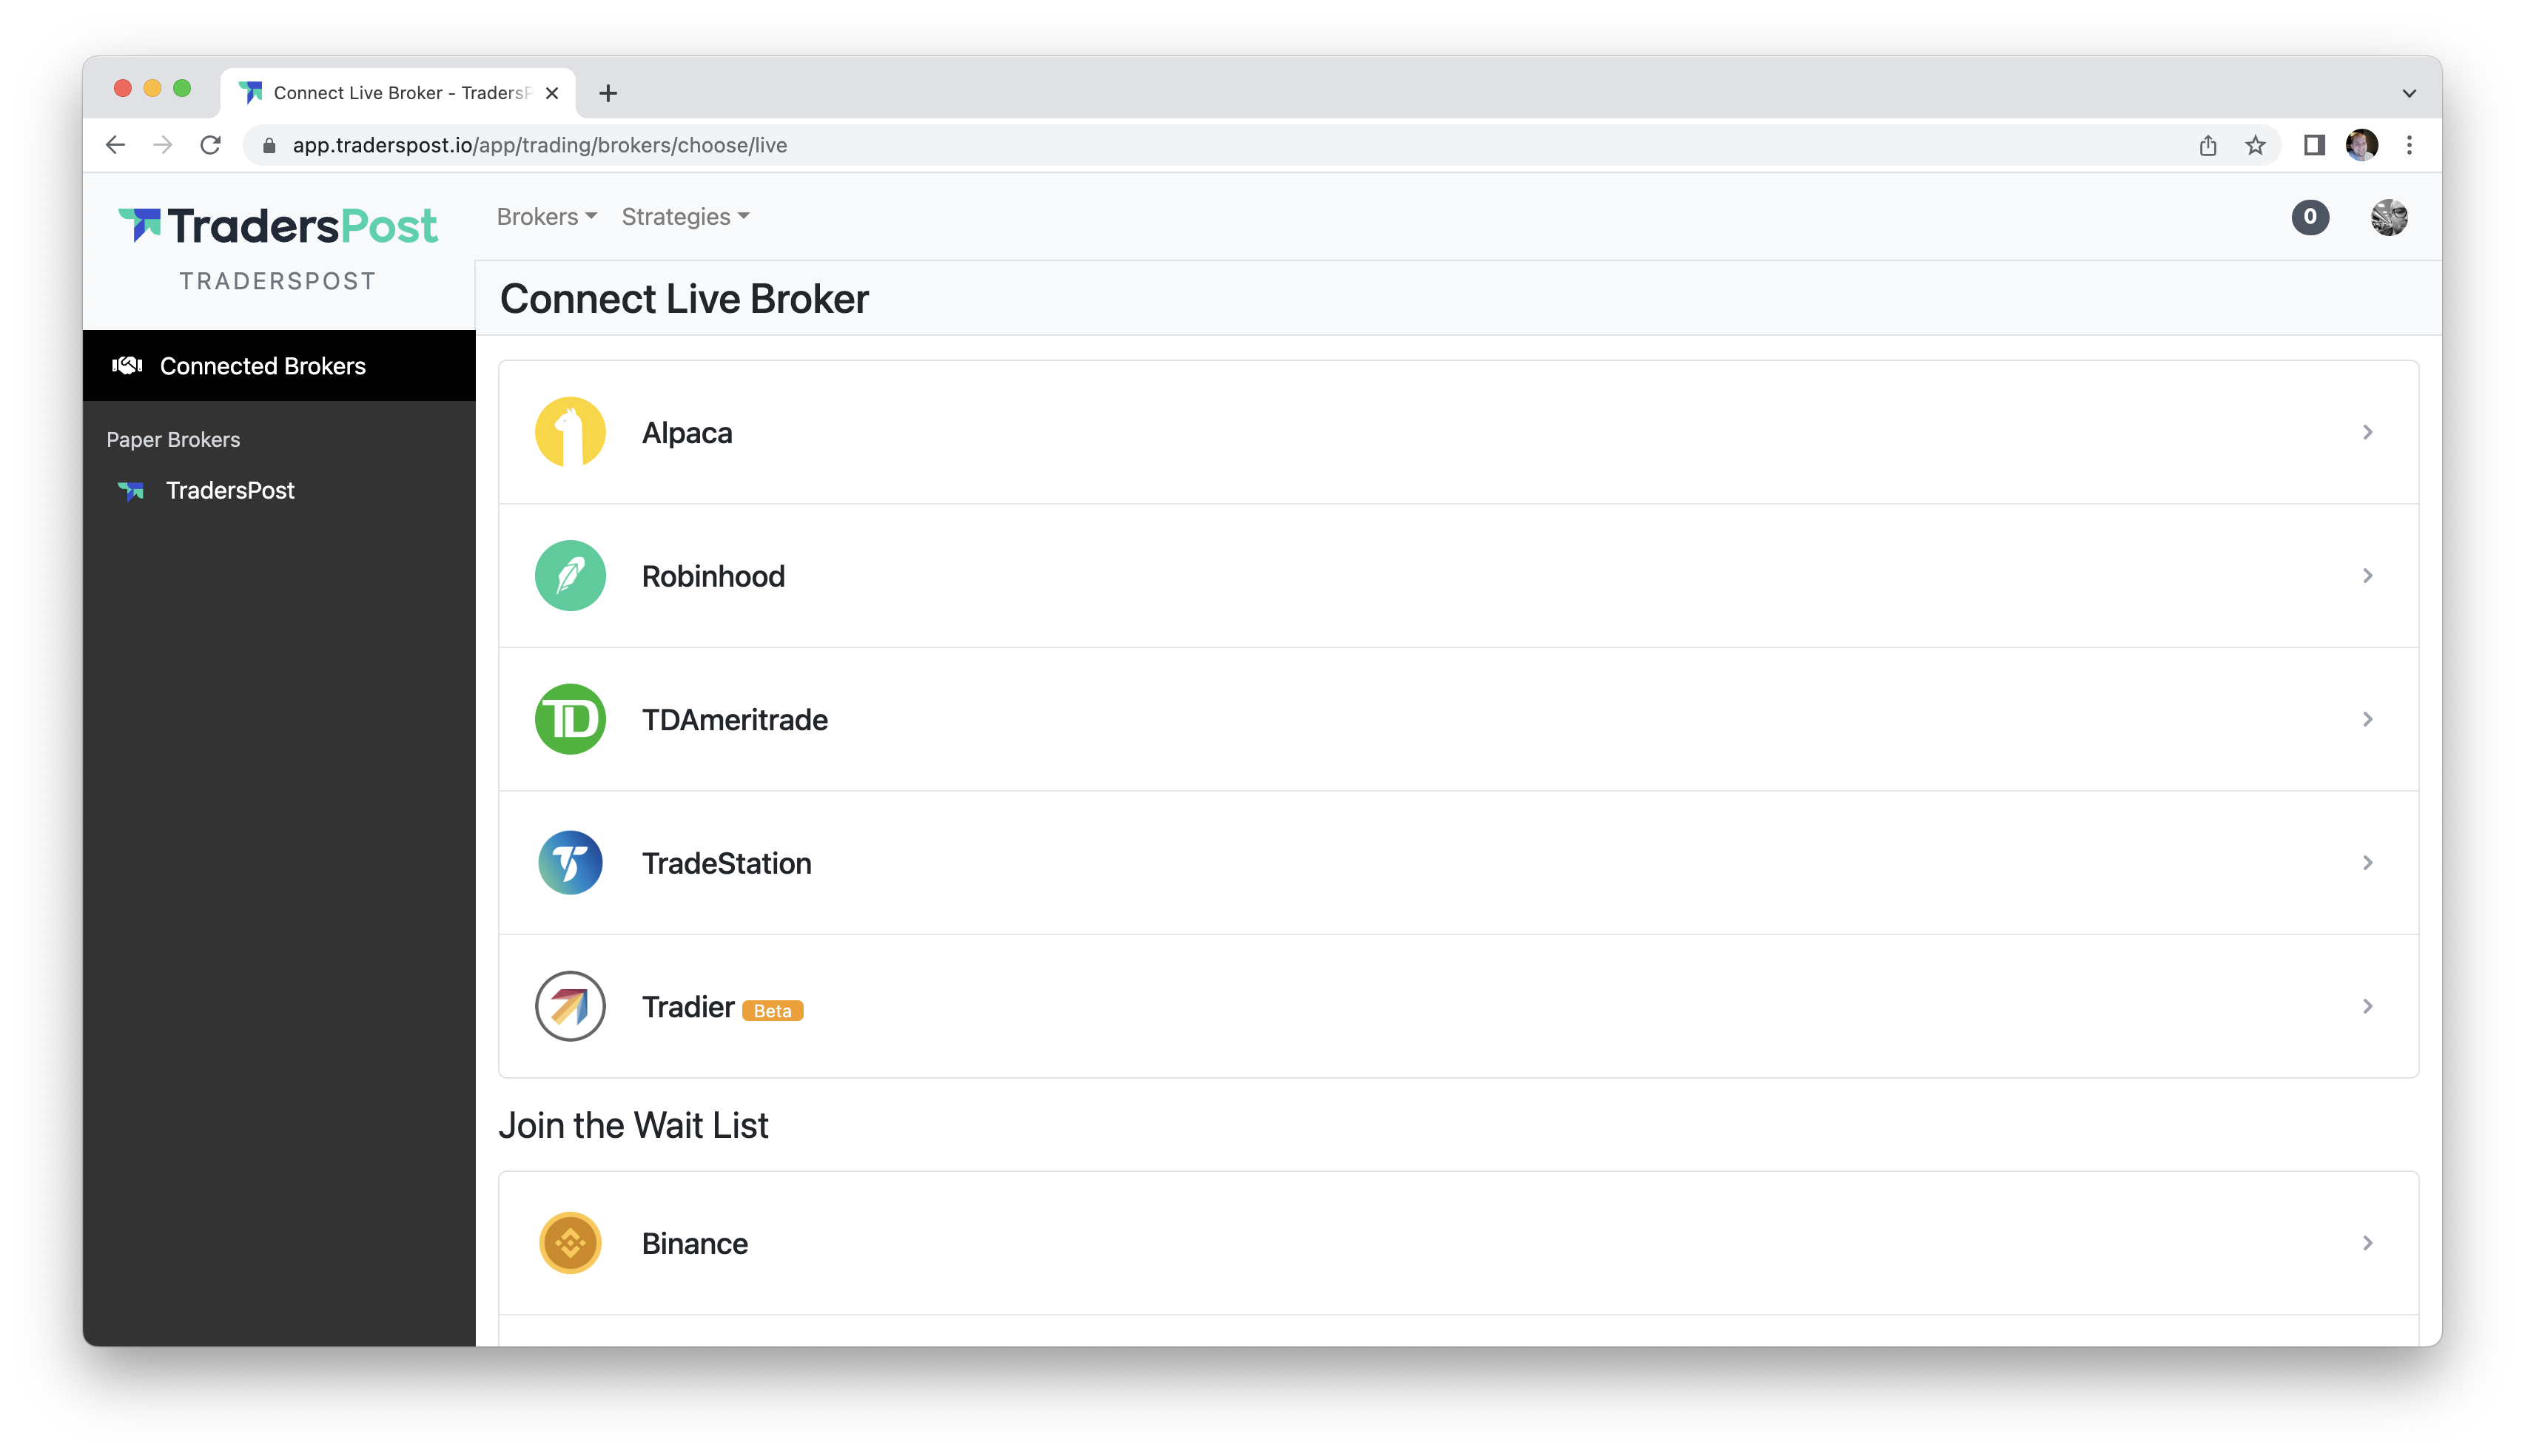 Connect Live Broker - TradersP
app.traderspost.io/app/trading/brokers/choose/live
TradersPost
TRADERSPOST
Brokers Strategies
0
Connect Live Broker
Connected Brokers
Paper Brokers
TradersPost
Alpaca
Robinhood
TD
TDAmeritrade
TradeStation
Tradier Beta
Join the Wait List
Binance